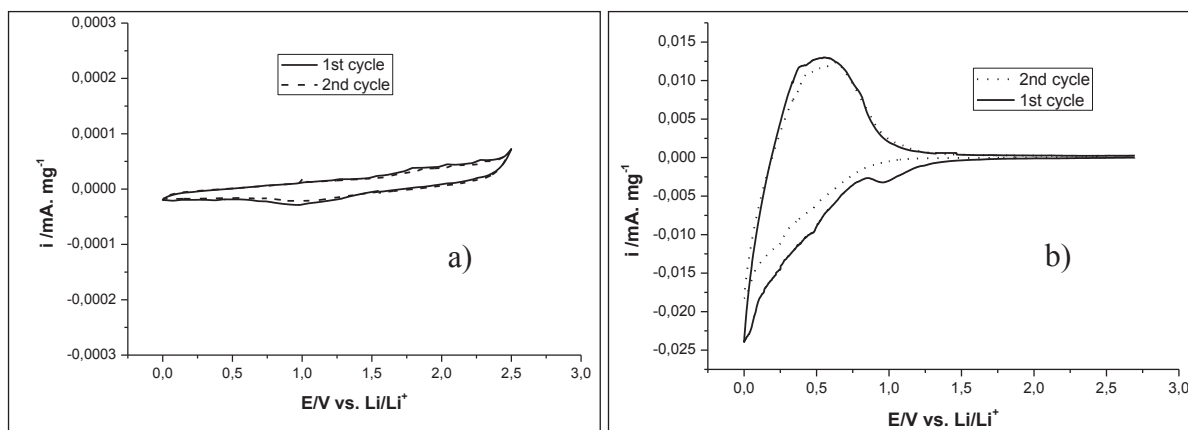 0,0003
0,0002
0,0001
0,0000
-0,0001
-0,0002
-0,0003
i /mA. mg-1
1st cycle
2nd cycle
a)
0,0 0,5 1,0 1,5 2,0 2,5 3,0
E/V vs. Li/Li+
0,015
0,010
0,005
0,000
-0,005
-0,010
-0,015
-0,020
-0,025
i /mA. mg-1
2nd cycle
1st cycle
b)
0,0 0,5 1,0 1,5 2,0 2,5 3,0
E/V vs. Li/Li+